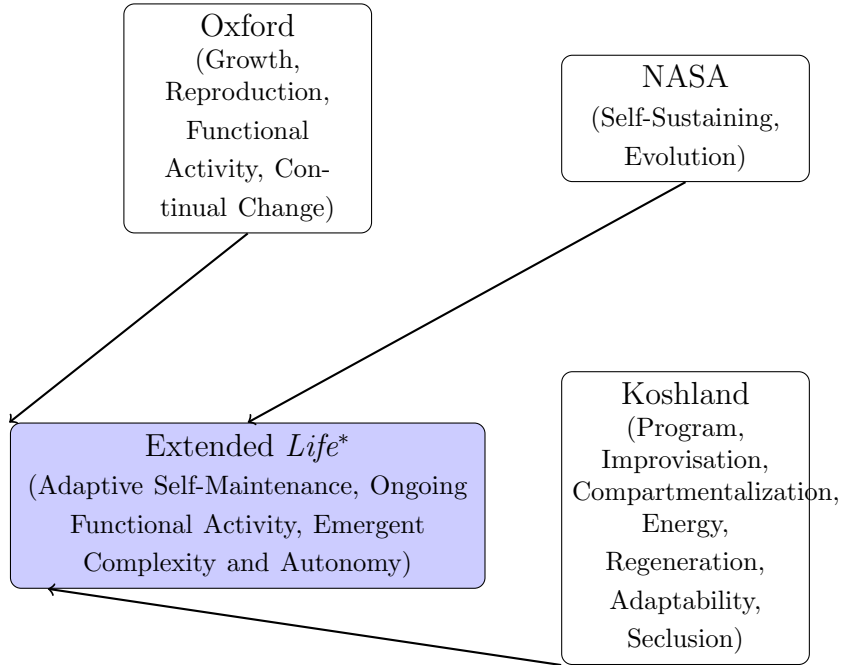 Oxford
(Growth,
Reproduction,
Functional
Activity, Con-
tinual Change)
NASA
(Self-Sustaining,
Evolution)
Extended Life*
(Adaptive Self-Maintenance, Ongoing
Functional Activity, Emergent
Complexity and Autonomy)
Koshland
(Program,
Improvisation,
Compartmentalization,
Energy,
Regeneration,
Adaptability,
Seclusion)